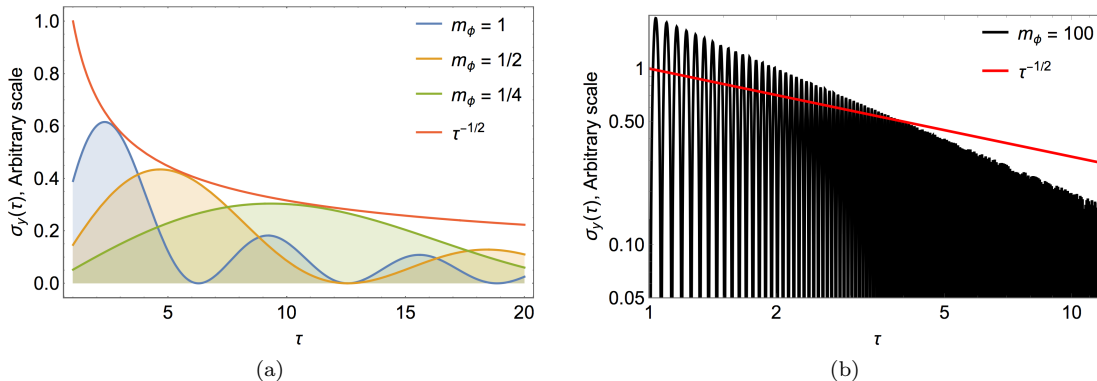 1.0
0.8
0.6
0.4
0.2
0.0
5
10
15
20
σy(τ), Arbitrary scale
τ
mϕ = 1
mϕ = 1/2
mϕ = 1/4
τ^-1/2
(a)
1
0.50
0.10
0.05
1
2
5
10
σy(τ), Arbitrary scale
τ
mϕ = 100
τ^-1/2
(b)